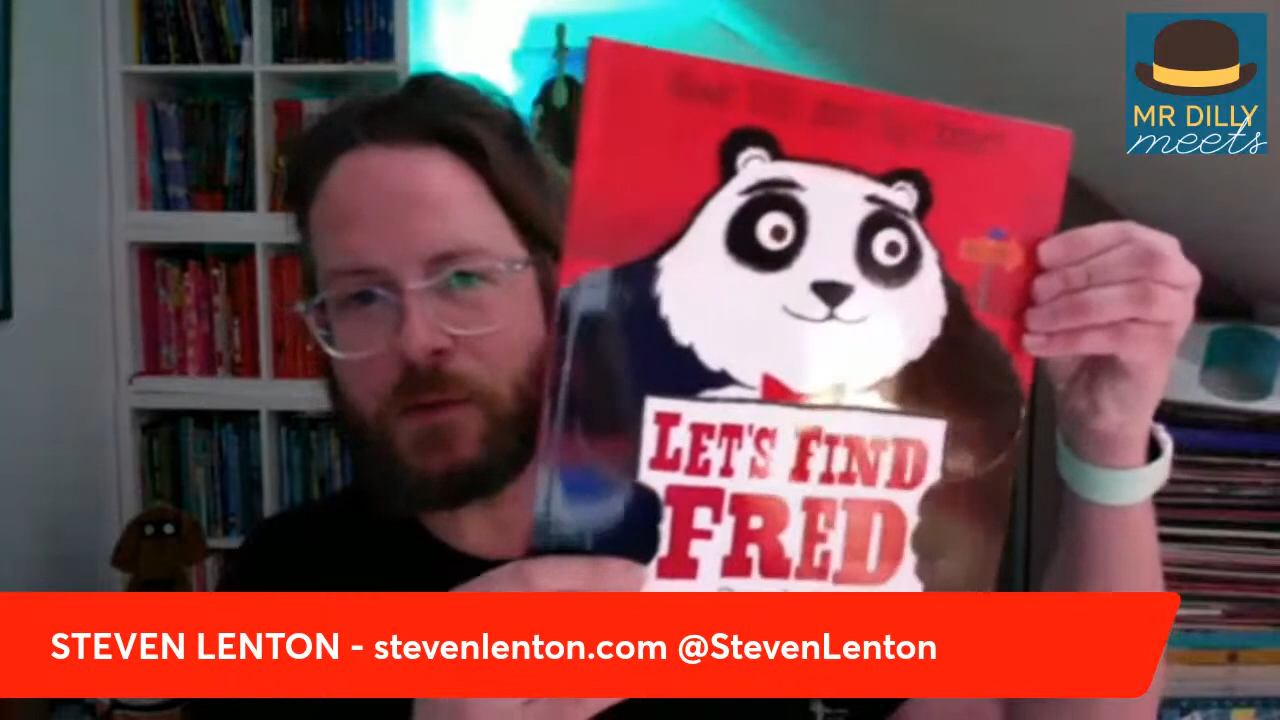 MR DILLY
meets
LET'S FIND
FRED
STEVEN LENTON - stevenlenton.com @StevenLenton